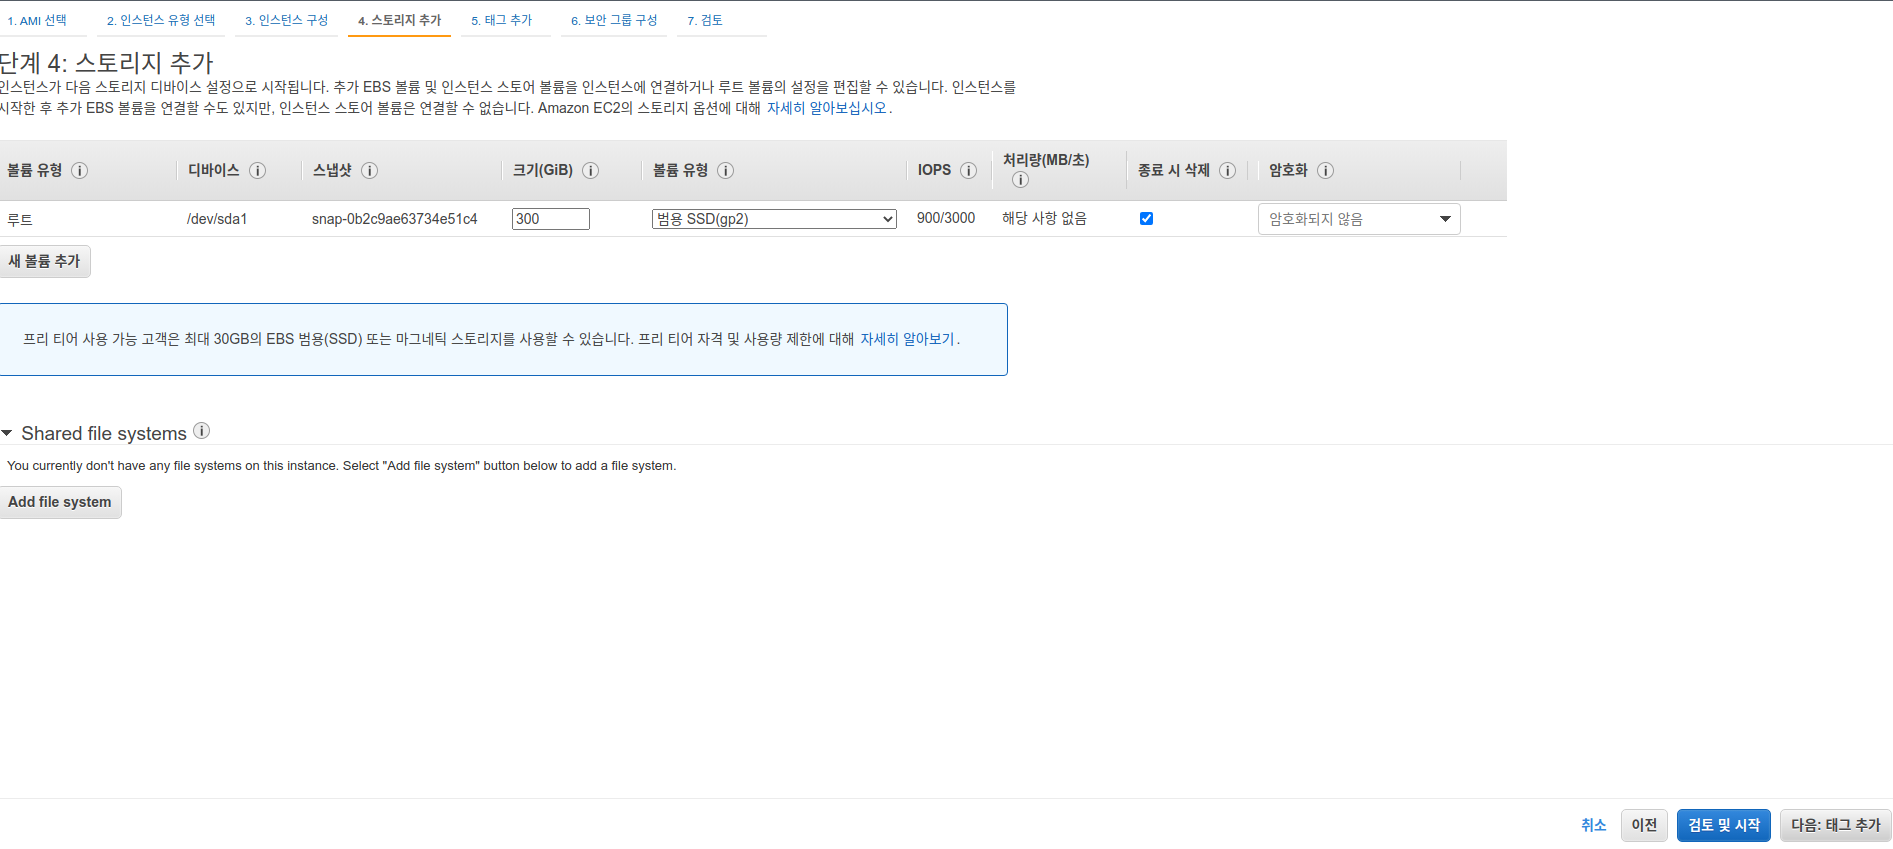 1. AMI 선택 2. 인스턴스 유형 선택 3. 인스턴스 구성 4. 스토리지 추가 5. 태그 추가 6. 보안 그룹 구성 7. 검토
단계 4: 스토리지 추가
인스턴스가 다음 스토리지 디바이스 설정으로 시작됩니다. 추가 EBS 볼륨 및 인스턴스 스토어 볼륨을 인스턴스에 연결하거나 루트 볼륨의 설정을 편집할 수 있습니다. 인스턴스를
시작한 후 추가 EBS 볼륨을 연결할 수도 있지만, 인스턴스 스토어 볼륨은 연결할 수 없습니다. Amazon EC2의 스토리지 옵션에 대해 자세히 알아보십시오.
볼륨 유형 디바이스 스냅샷 크기(GiB) 볼륨 유형 IOPS 처리량(MB/초) 종료 시 삭제 암호화
루트 /dev/sda1 snap-0b2c9ae63734e51c4 300 범용 SSD(gp2) 900/3000 해당 사항 없음 암호화되지 않음
새 볼륨 추가
프리 티어 사용 가능 고객은 최대 30GB의 EBS 범용(SSD) 또는 마그네틱 스토리지를 사용할 수 있습니다. 프리 티어 자격 및 사용량 제한에 대해 자세히 알아보기.
Shared file systems
You currently don't have any file systems on this instance. Select "Add file system" button below to add a file system.
Add file system
취소 이전 검토 및 시작 다음: 태그 추가